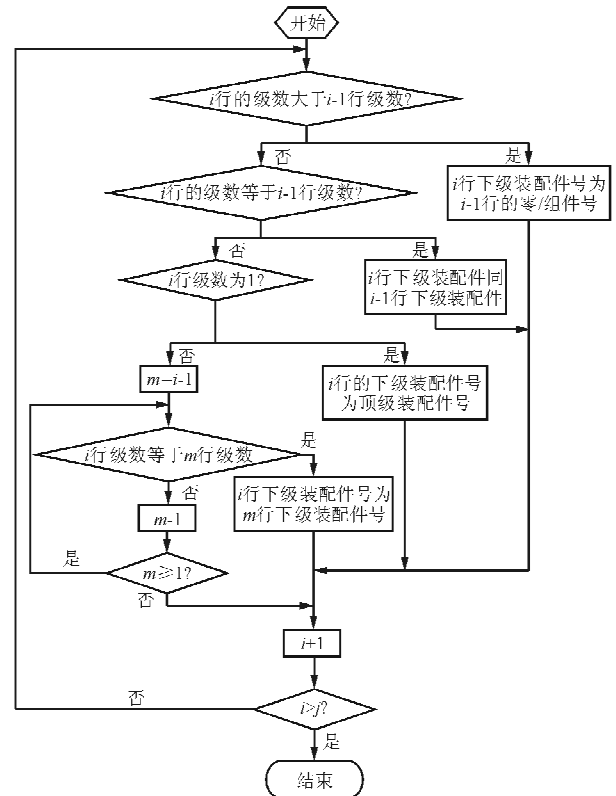 开始
i行的级数大于i-1行级数?
否
是
i行的级数等于i-1行级数?
i行下级装配件号为
i-1行的零/组件号
否
是
i行级数为1?
i行下级装配件同
i-1行下级装配件
否
是
m=i-1
i行的下级装配件号
为顶级装配件号
i行级数等于m行级数
是
否
i行下级装配件号为
m行下级装配件号
m-1
是
m≥1?
否
i+1
否
i>j?
是
结束